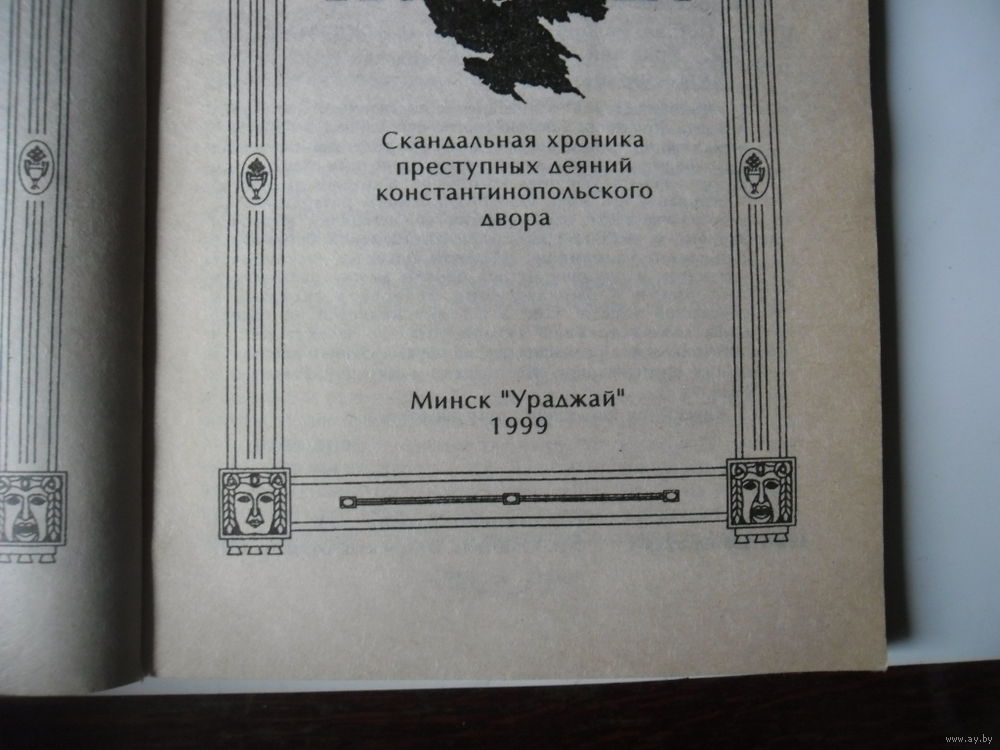 Скандальная хроника
преступных деяний
константинопольского
двора
Минск "Ураджай"
1999
www.ay.by